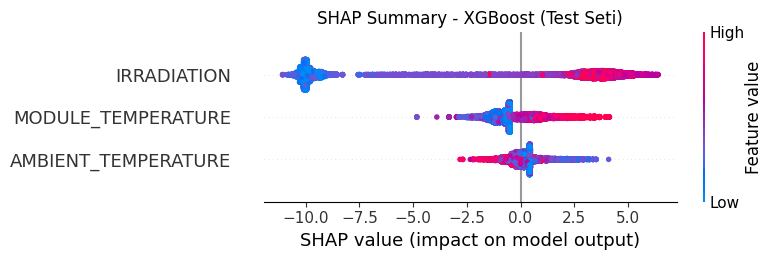 SHAP Summary - XGBoost (Test Seti)
High
IRRADIATION
MODULE_TEMPERATURE
AMBIENT_TEMPERATURE
Feature value
Low
−10.0 −7.5 −5.0 −2.5 0.0 2.5 5.0
SHAP value (impact on model output)